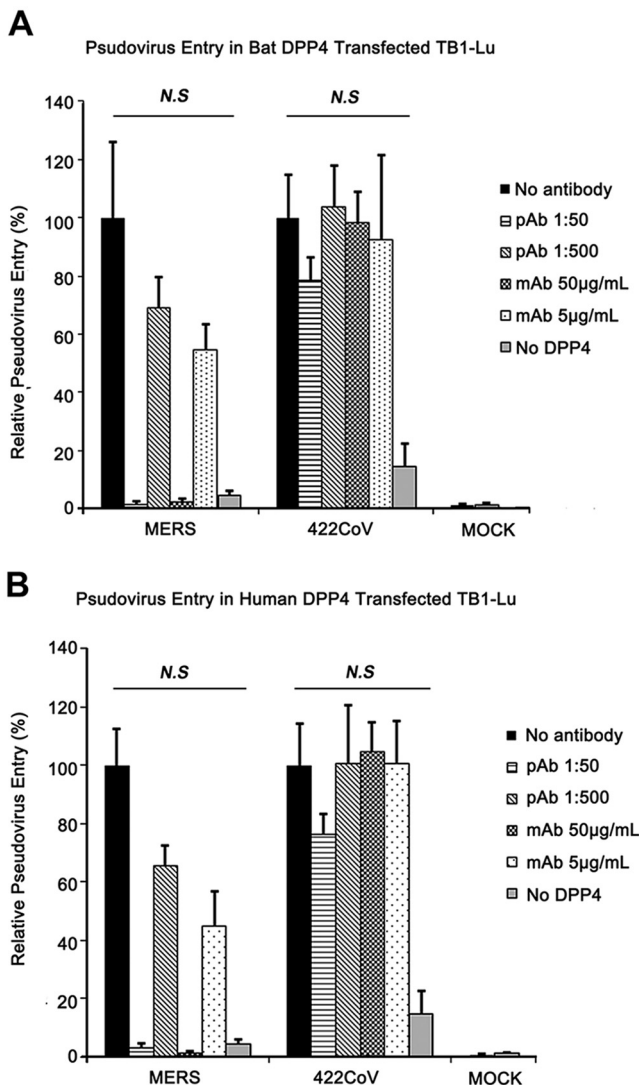 A
Psudovirus Entry in Bat DPP4 Transfected TB1-Lu
N.S
N.S
140
120
100
80
60
40
20
0
Relative Pseudovirus Entry (%)
MERS
422CoV
MOCK
No antibody
pAb 1:50
pAb 1:500
mAb 50µg/mL
mAb 5µg/mL
No DPP4
B
Psudovirus Entry in Human DPP4 Transfected TB1-Lu
N.S
N.S
140
120
100
80
60
40
20
0
Relative Pseudovirus Entry (%)
MERS
422CoV
MOCK
No antibody
pAb 1:50
pAb 1:500
mAb 50µg/mL
mAb 5µg/mL
No DPP4